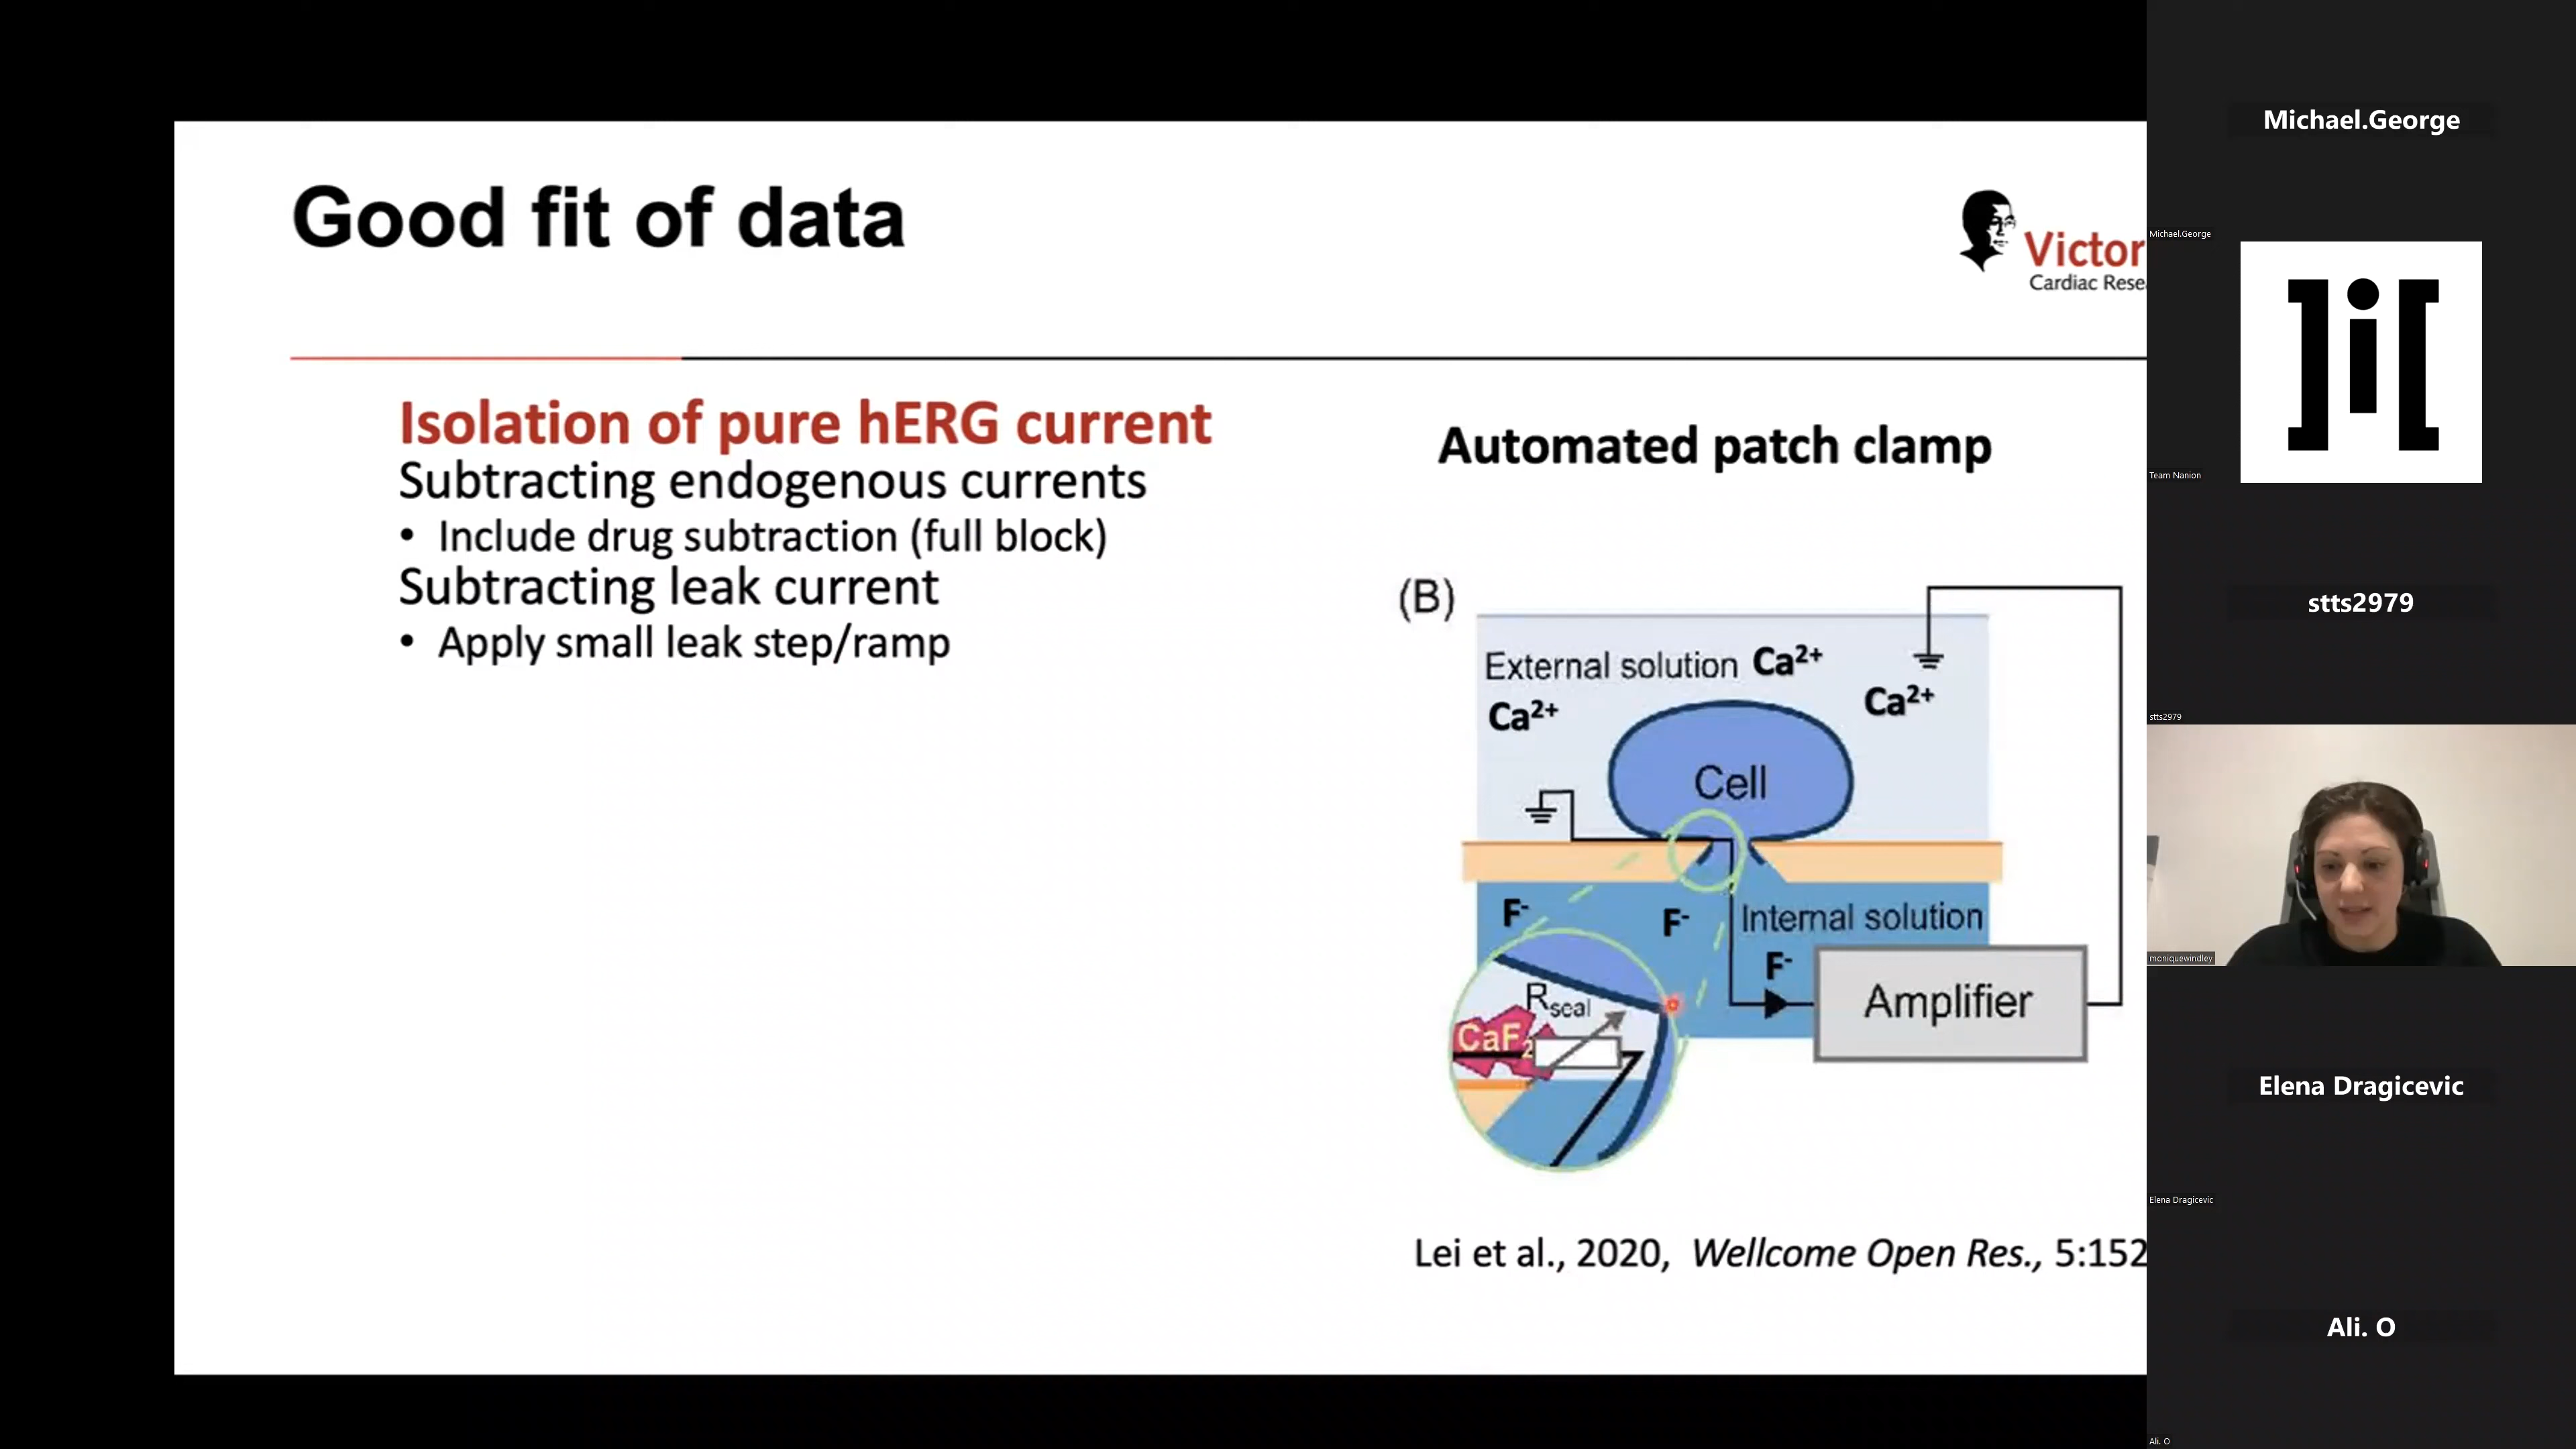 Good fit of data
Victor
Cardiac Rese
Isolation of pure hERG current
Subtracting endogenous currents
• Include drug subtraction (full block)
Subtracting leak current
• Apply small leak step/ramp
Automated patch clamp
(B)
External solution Ca²⁺
Ca²⁺
Ca²⁺
Cell
F⁻
F⁻
Internal solution
F⁻
Amplifier
Rseal
CaF₂
Lei et al., 2020, Wellcome Open Res., 5:152
Michael.George
Michael.George
]i[
Team Nanion
stts2979
stts2979
moniquewindley
Elena Dragicevic
Elena Dragicevic
Ali. O
Ali. O